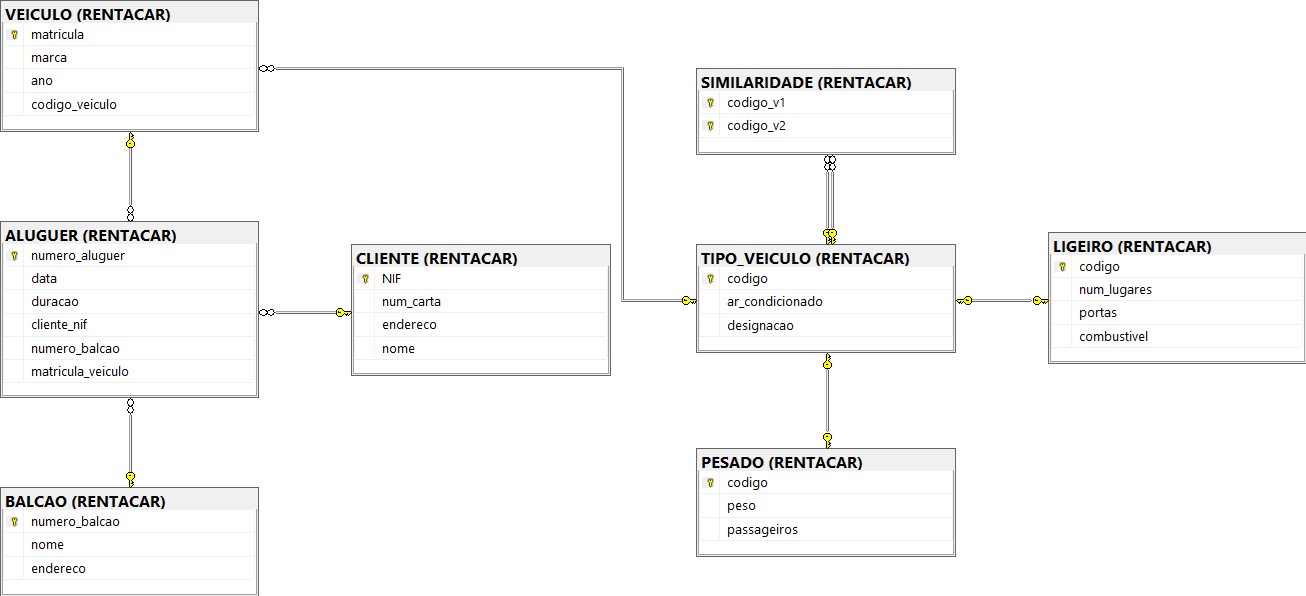 VEICULO (RENTACAR)
matricula
marca
ano
codigo_veiculo
SIMILARIDADE (RENTACAR)
codigo_v1
codigo_v2
ALUGUER (RENTACAR)
numero_aluguer
data
duracao
cliente_nif
numero_balcao
matricula_veiculo
CLIENTE (RENTACAR)
NIF
num_carta
endereco
nome
TIPO_VEICULO (RENTACAR)
codigo
ar_condicionado
designacao
LIGEIRO (RENTACAR)
codigo
num_lugares
portas
combustivel
BALCAO (RENTACAR)
numero_balcao
nome
endereco
PESADO (RENTACAR)
codigo
peso
passageiros